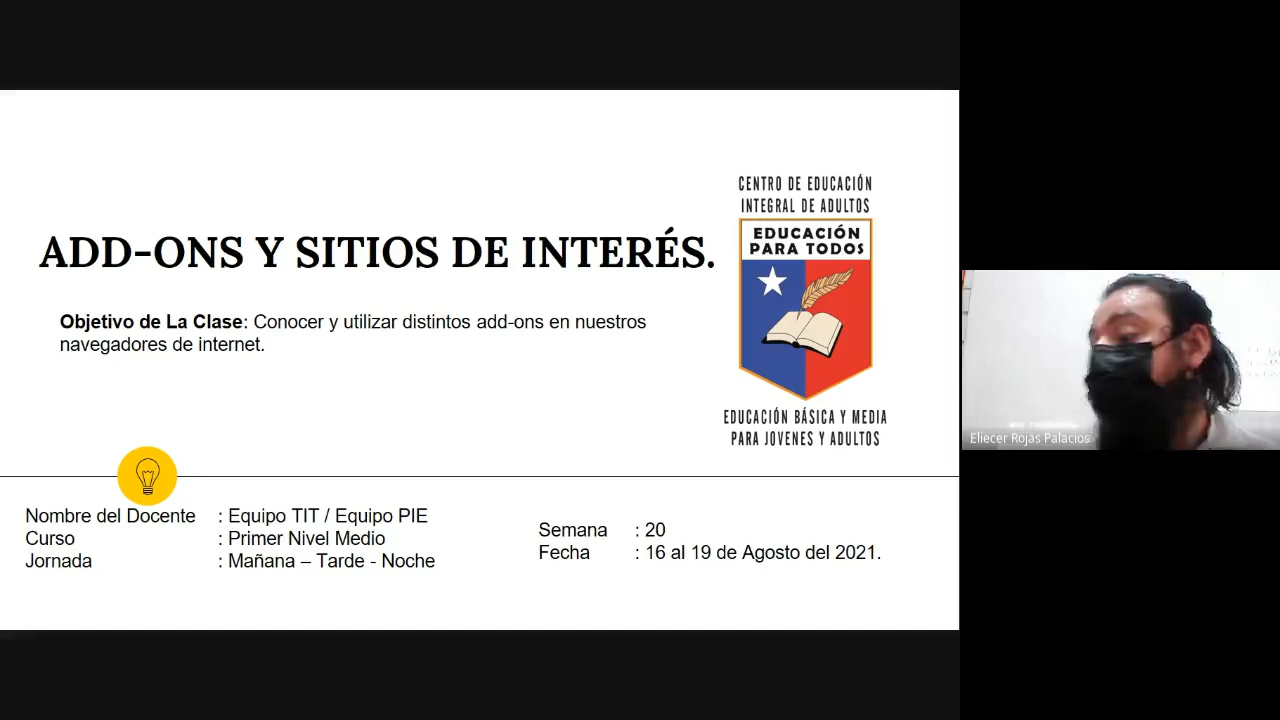 CENTRO DE EDUCACIÓN
INTEGRAL DE ADULTOS
EDUCACIÓN
PARA TODOS
ADD-ONS Y SITIOS DE INTERÉS.
Objetivo de La Clase: Conocer y utilizar distintos add-ons en nuestros
navegadores de internet.
EDUCACIÓN BÁSICA Y MEDIA
PARA JOVENES Y ADULTOS
Eliecer Rojas Palacios
Nombre del Docente : Equipo TIT / Equipo PIE
Curso : Primer Nivel Medio
Jornada : Mañana – Tarde - Noche
Semana : 20
Fecha : 16 al 19 de Agosto del 2021.